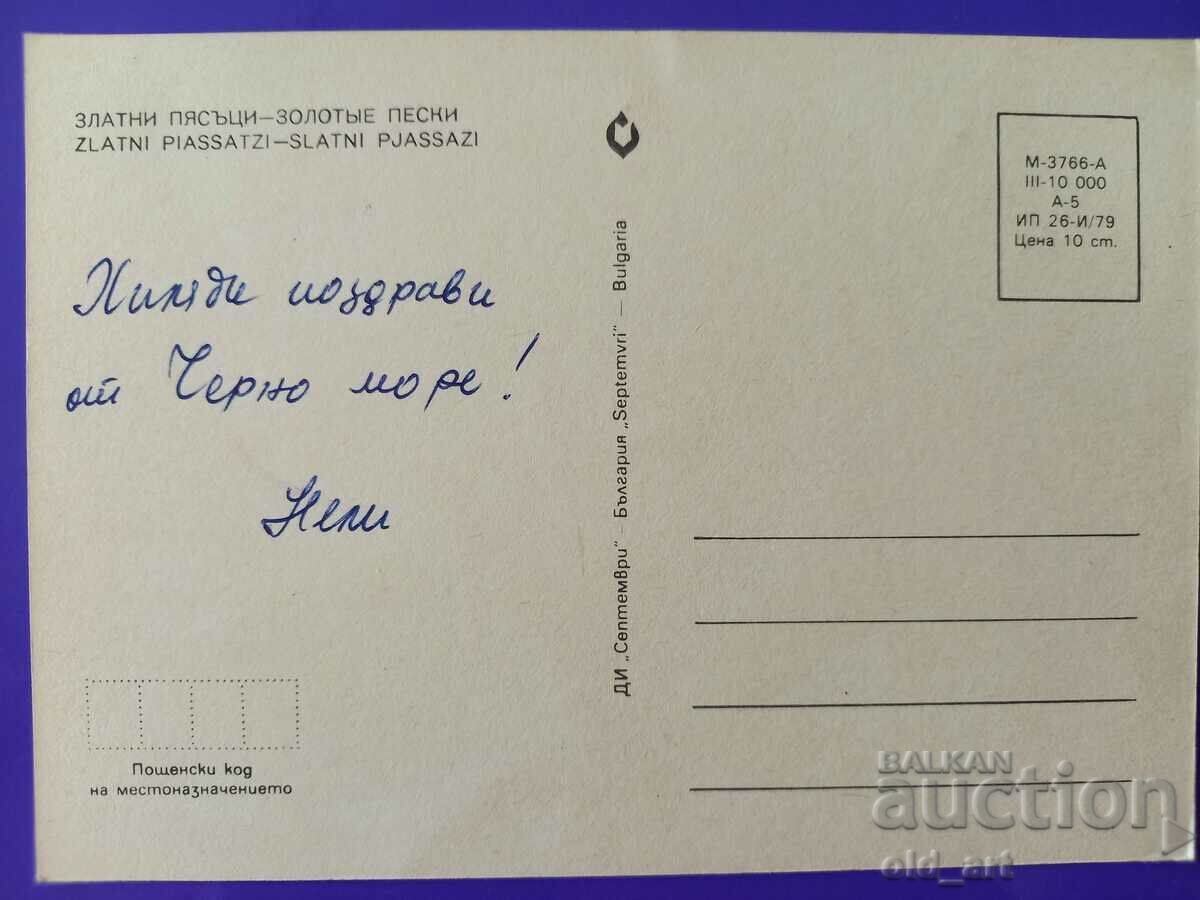 ЗЛАТНИ ПЯСЪЦИ—ЗОЛОТЫЕ ПЕСКИ
ZLATNI PIASSATZI—SLATNI PJASSAZI
Хиляди поздрави
от Черно море!
Нели
Пощенски код
на местоназначението
ДИ „Септември" – България „Septemvri" – Bulgaria
М-3766-А
III-10 000
А-5
ИП 26-И/79
Цена 10 ст.
BALKAN
auction
old_art